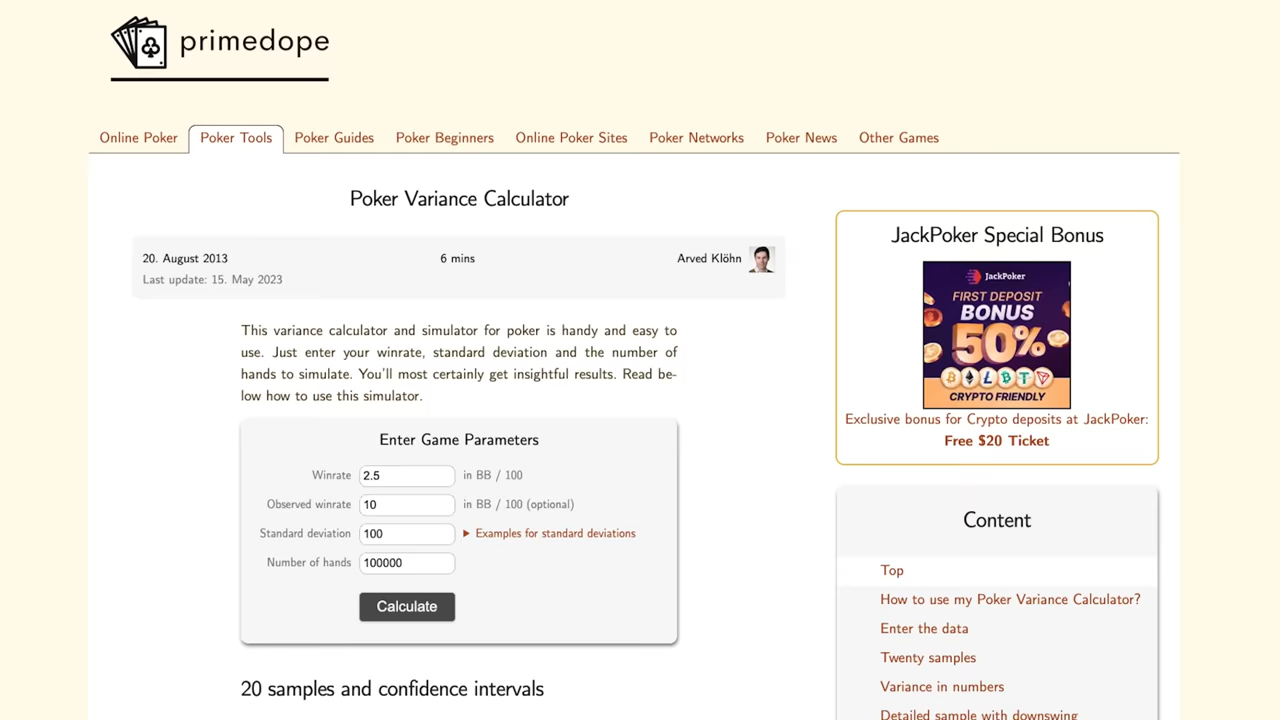 primedope
Online Poker
Poker Tools
Poker Guides
Poker Beginners
Online Poker Sites
Poker Networks
Poker News
Other Games
Poker Variance Calculator
20. August 2013
6 mins
Arved Klöhn
Last update: 15. May 2023
This variance calculator and simulator for poker is handy and easy to
use. Just enter your winrate, standard deviation and the number of
hands to simulate. You'll most certainly get insightful results. Read be-
low how to use this simulator.
Enter Game Parameters
Winrate 2.5 in BB / 100
Observed winrate 10 in BB / 100 (optional)
Standard deviation 100 ▶ Examples for standard deviations
Number of hands 100000
Calculate
20 samples and confidence intervals
JackPoker Special Bonus
JackPoker
FIRST DEPOSIT
BONUS
50%
CRYPTO FRIENDLY
Exclusive bonus for Crypto deposits at JackPoker:
Free $20 Ticket
Content
Top
How to use my Poker Variance Calculator?
Enter the data
Twenty samples
Variance in numbers
Detailed sample with downswing